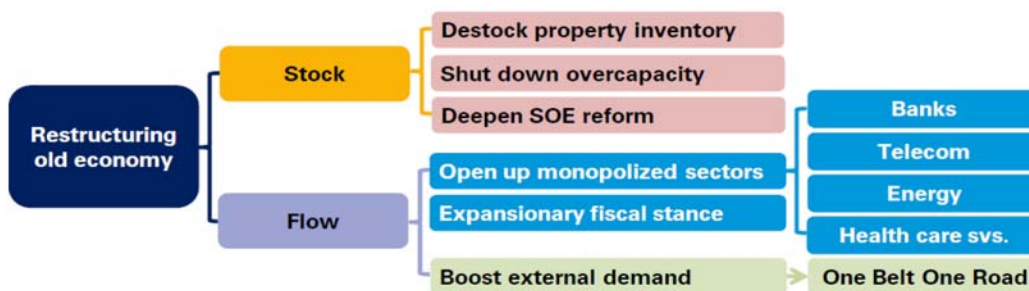 Restructuring
old economy
Stock
Destock property inventory
Shut down overcapacity
Deepen SOE reform
Flow
Open up monopolized sectors
Expansionary fiscal stance
Boost external demand
Banks
Telecom
Energy
Health care svs.
One Belt One Road